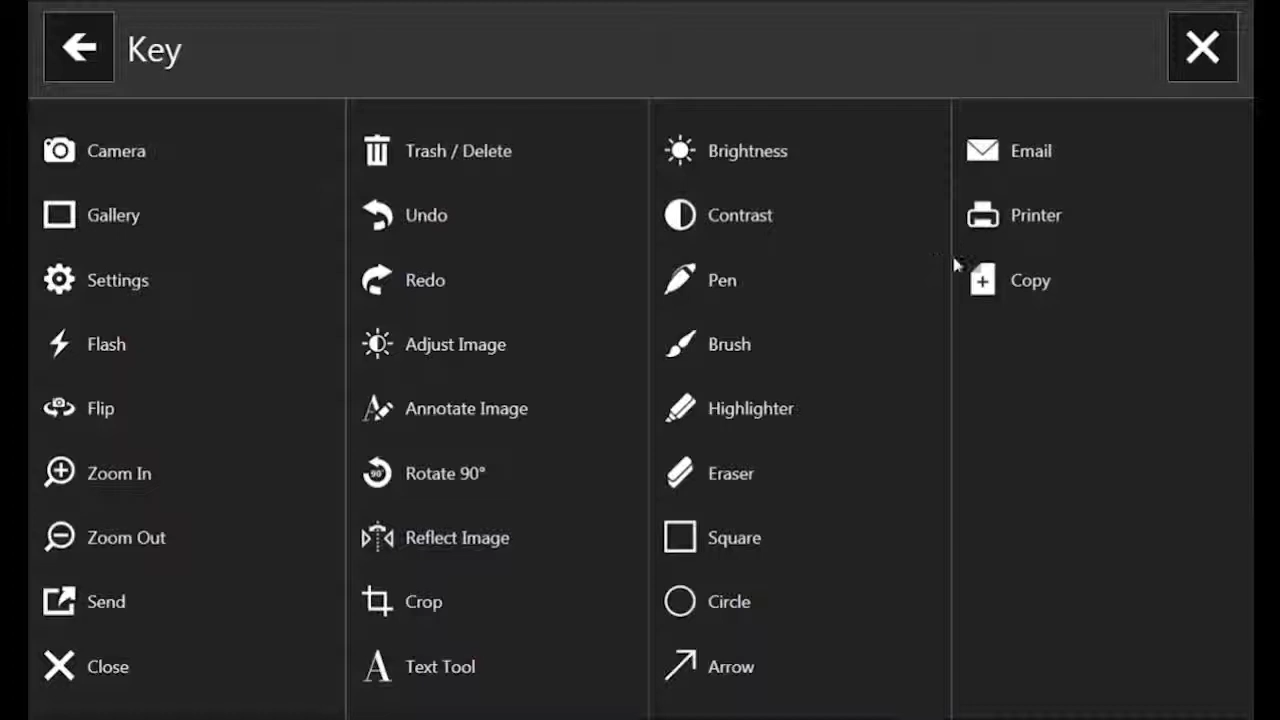 Key
Camera
Gallery
Settings
Flash
Flip
Zoom In
Zoom Out
Send
Close
Trash / Delete
Undo
Redo
Adjust Image
Annotate Image
90°
Rotate 90°
Reflect Image
Crop
A
Text Tool
Brightness
Contrast
Pen
Brush
Highlighter
Eraser
Square
Circle
Arrow
Email
Printer
Copy